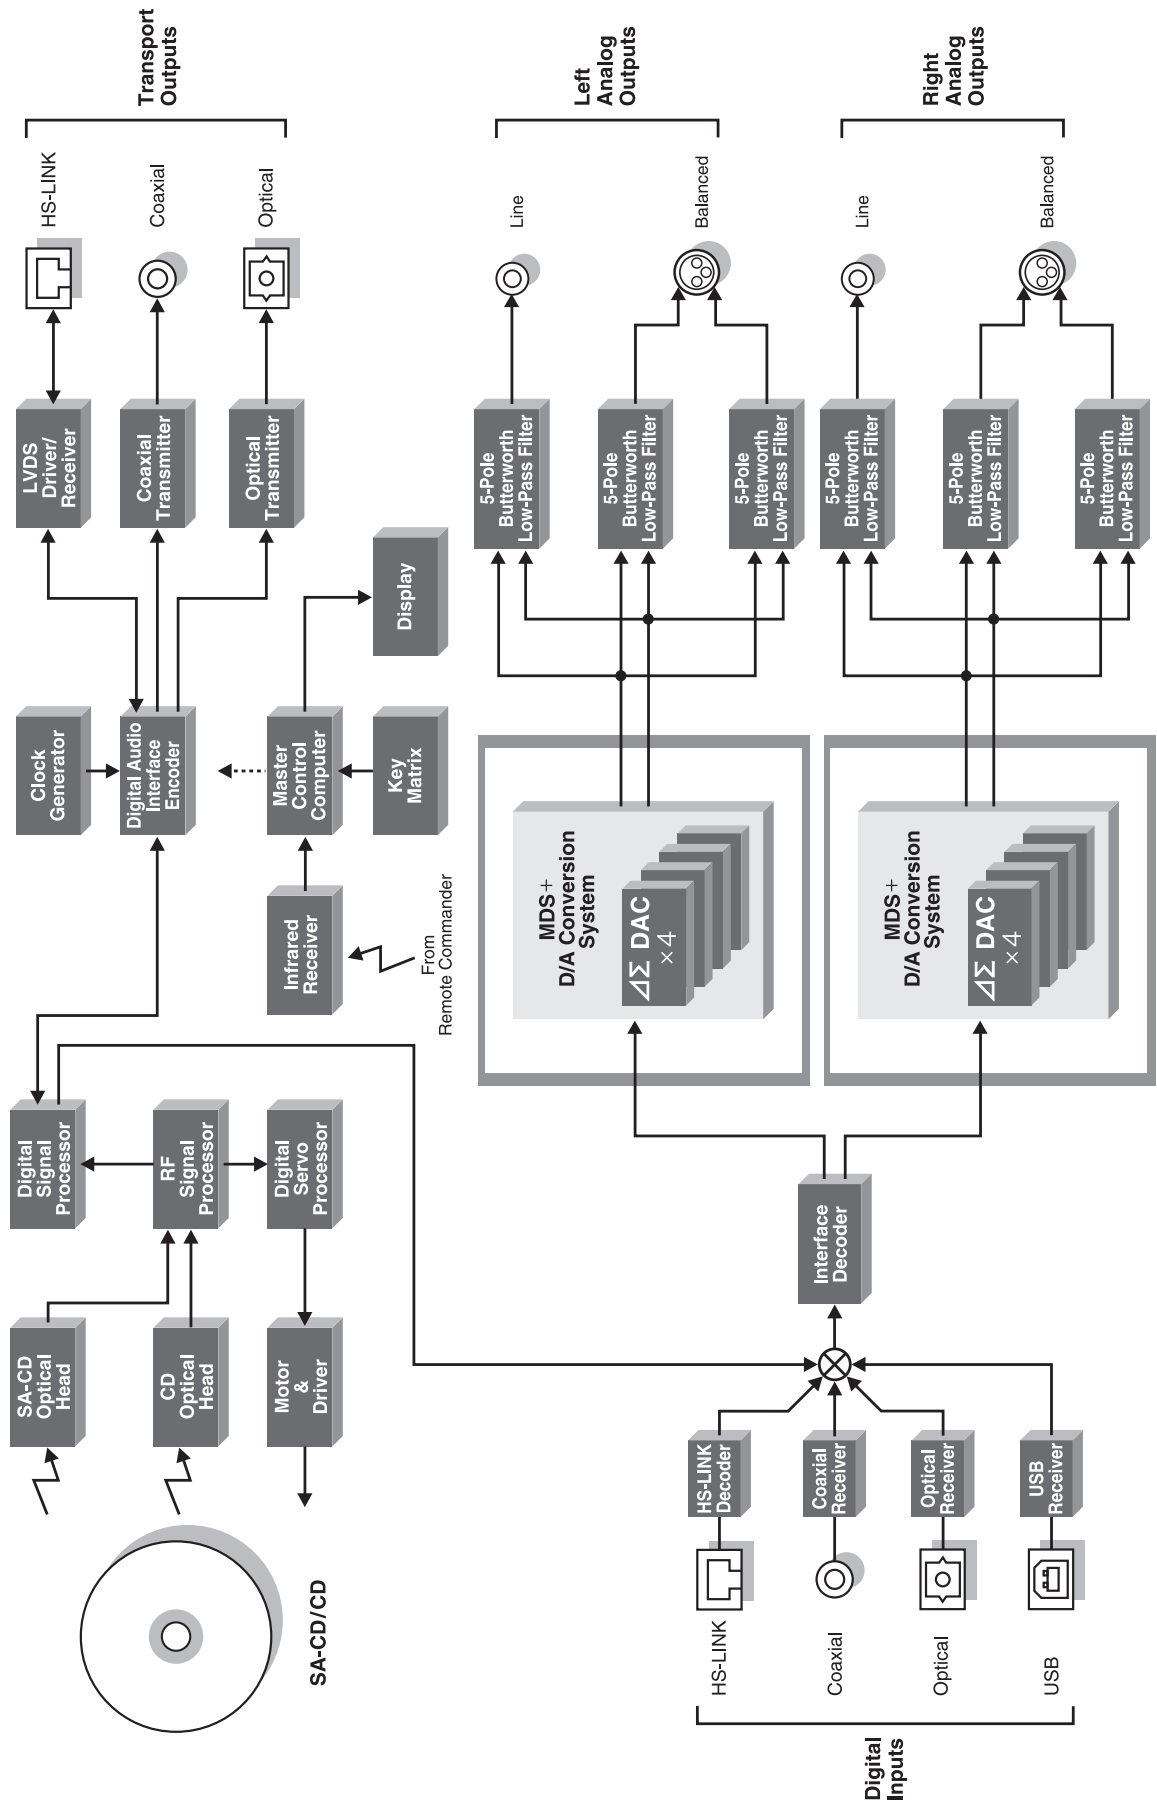 SA-CD/CD
SA-CD
Optical
Head
CD
Optical
Head
Motor
&
Driver
Digital
Signal
Processor
RF
Signal
Processor
Digital
Servo
Processor
Infrared
Receiver
From
Remote Commander
Clock
Generator
Digital Audio
Interface
Encoder
Master
Control
Computer
Key
Matrix
Display
LVDS
Driver/
Receiver
Coaxial
Transmitter
Optical
Transmitter
HS-LINK
Coaxial
Optical
Transport
Outputs
Digital
Inputs
HS-LINK
Coaxial
Optical
USB
HS-LINK
Decoder
Coaxial
Receiver
Optical
Receiver
USB
Receiver
Interface
Decoder
MDS+
D/A Conversion
System
ΔΣ DAC
×4
MDS+
D/A Conversion
System
ΔΣ DAC
×4
5-Pole
Butterworth
Low-Pass Filter
5-Pole
Butterworth
Low-Pass Filter
5-Pole
Butterworth
Low-Pass Filter
5-Pole
Butterworth
Low-Pass Filter
5-Pole
Butterworth
Low-Pass Filter
5-Pole
Butterworth
Low-Pass Filter
Line
Balanced
Left
Analog
Outputs
Line
Balanced
Right
Analog
Outputs